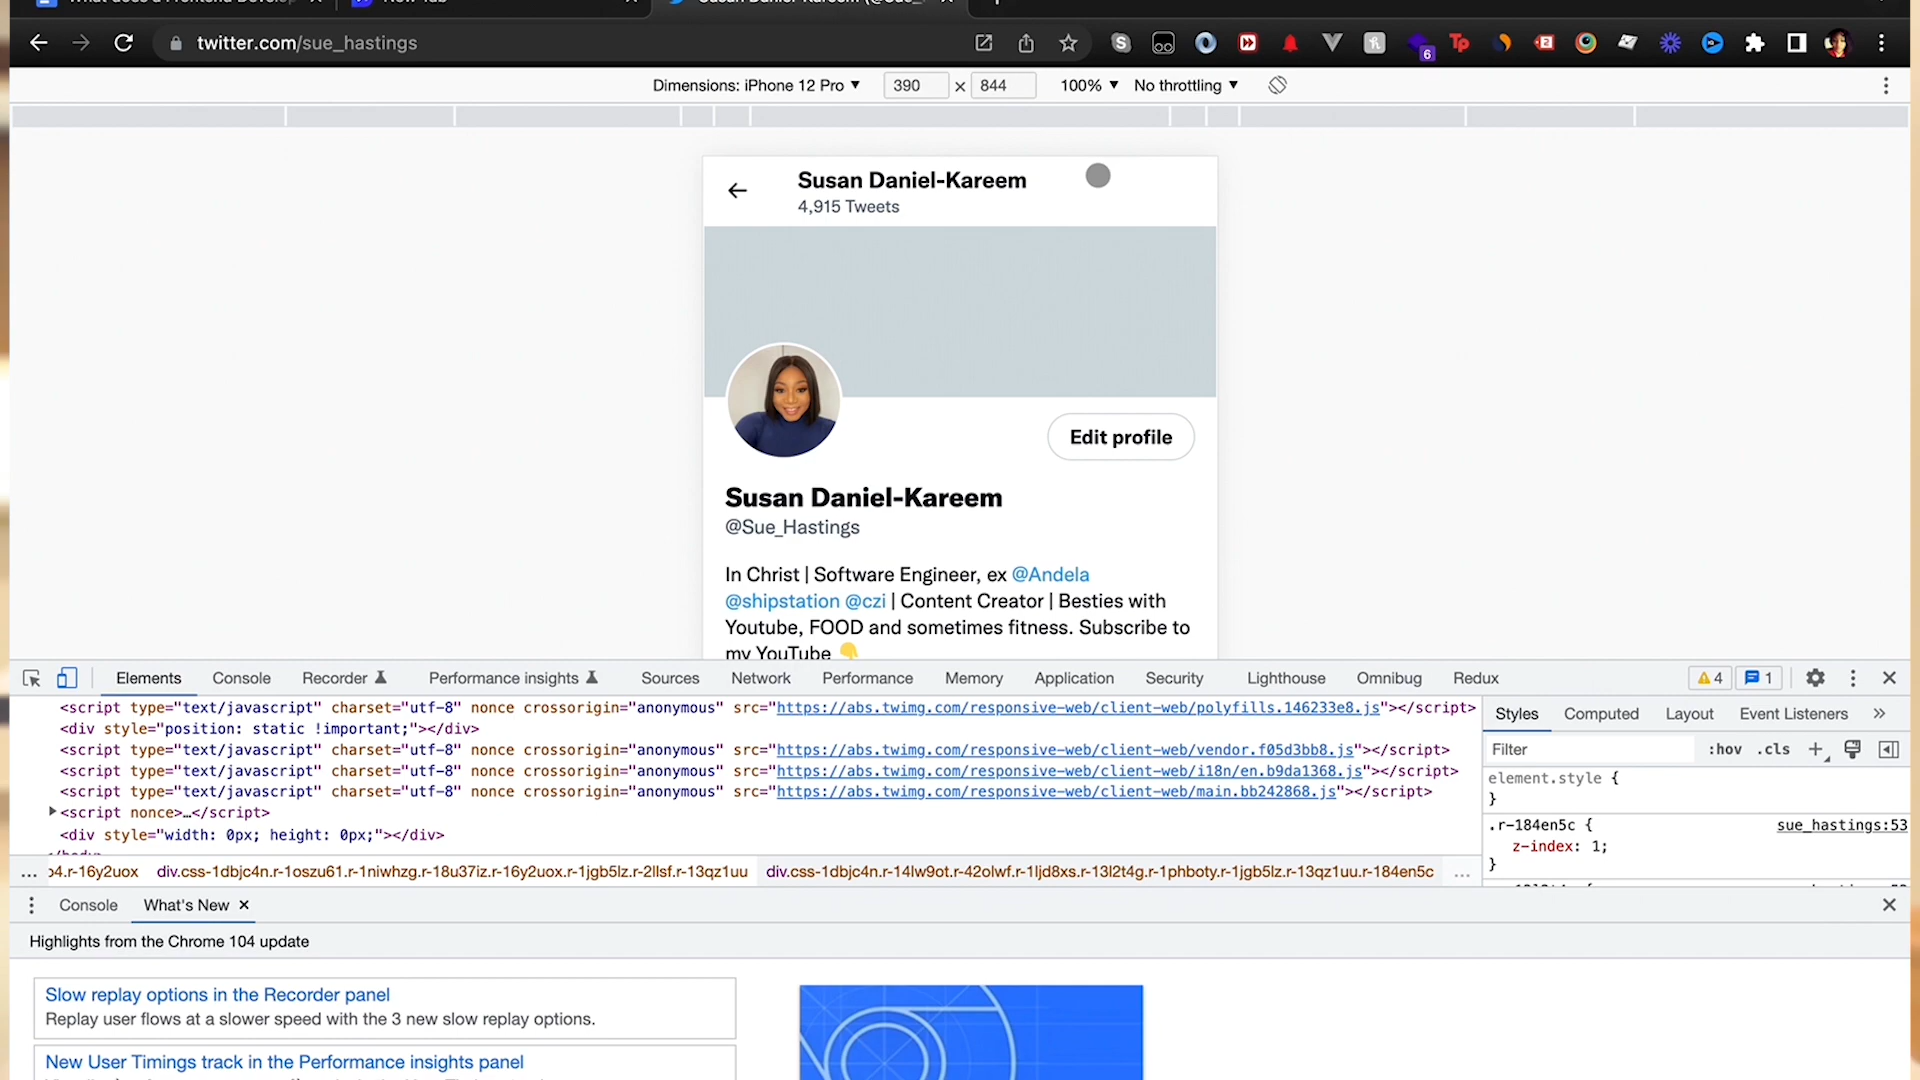 twitter.com/sue_hastings
6
Tp
Dimensions: iPhone 12 Pro ▼ 390 × 844 100% ▼ No throttling ▼
Susan Daniel-Kareem
4,915 Tweets
Edit profile
Susan Daniel-Kareem
@Sue_Hastings
In Christ | Software Engineer, ex @Andela
@shipstation @czi | Content Creator | Besties with
Youtube, FOOD and sometimes fitness. Subscribe to
my YouTube 👇
Elements Console Recorder Performance insights Sources Network Performance Memory Application Security Lighthouse Omnibug Redux 4 1
<script type="text/javascript" charset="utf-8" nonce crossorigin="anonymous" src="https://abs.twimg.com/responsive-web/client-web/polyfills.146233e8.js"></script>
<div style="position: static !important;"></div>
<script type="text/javascript" charset="utf-8" nonce crossorigin="anonymous" src="https://abs.twimg.com/responsive-web/client-web/vendor.f05d3bb8.js"></script>
<script type="text/javascript" charset="utf-8" nonce crossorigin="anonymous" src="https://abs.twimg.com/responsive-web/client-web/i18n/en.b9da1368.js"></script>
<script type="text/javascript" charset="utf-8" nonce crossorigin="anonymous" src="https://abs.twimg.com/responsive-web/client-web/main.bb242868.js"></script>
<script nonce>…</script>
<div style="width: 0px; height: 0px;"></div>
... o4.r-16y2uox div.css-1dbjc4n.r-1oszu61.r-1niwhzg.r-18u37iz.r-16y2uox.r-1jgb5lz.r-2llsf.r-13qz1uu div.css-1dbjc4n.r-14lw9ot.r-42olwf.r-1ljd8xs.r-13l2t4g.r-1phboty.r-1jgb5lz.r-13qz1uu.r-184en5c ...
Styles Computed Layout Event Listeners »
Filter :hov .cls +
element.style {
}
.r-184en5c { sue_hastings:53
z-index: 1;
}
Console What's New ×
Highlights from the Chrome 104 update
Slow replay options in the Recorder panel
Replay user flows at a slower speed with the 3 new slow replay options.
New User Timings track in the Performance insights panel